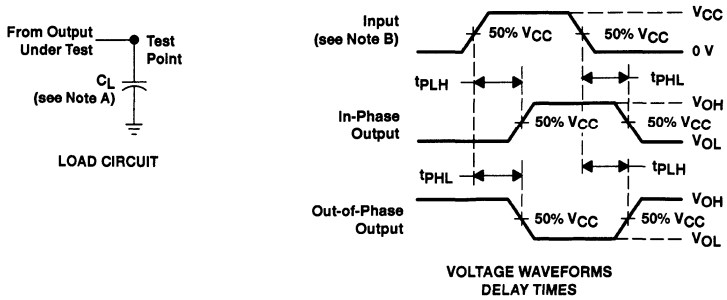 From Output
Under Test
Test
Point
CL
(see Note A)
LOAD CIRCUIT
Input
(see Note B)
50% VCC
50% VCC
VCC
0 V
tPLH
tPHL
In-Phase
Output
50% VCC
50% VCC
VOH
VOL
tPHL
tPLH
Out-of-Phase
Output
50% VCC
50% VCC
VOH
VOL
VOLTAGE WAVEFORMS
DELAY TIMES